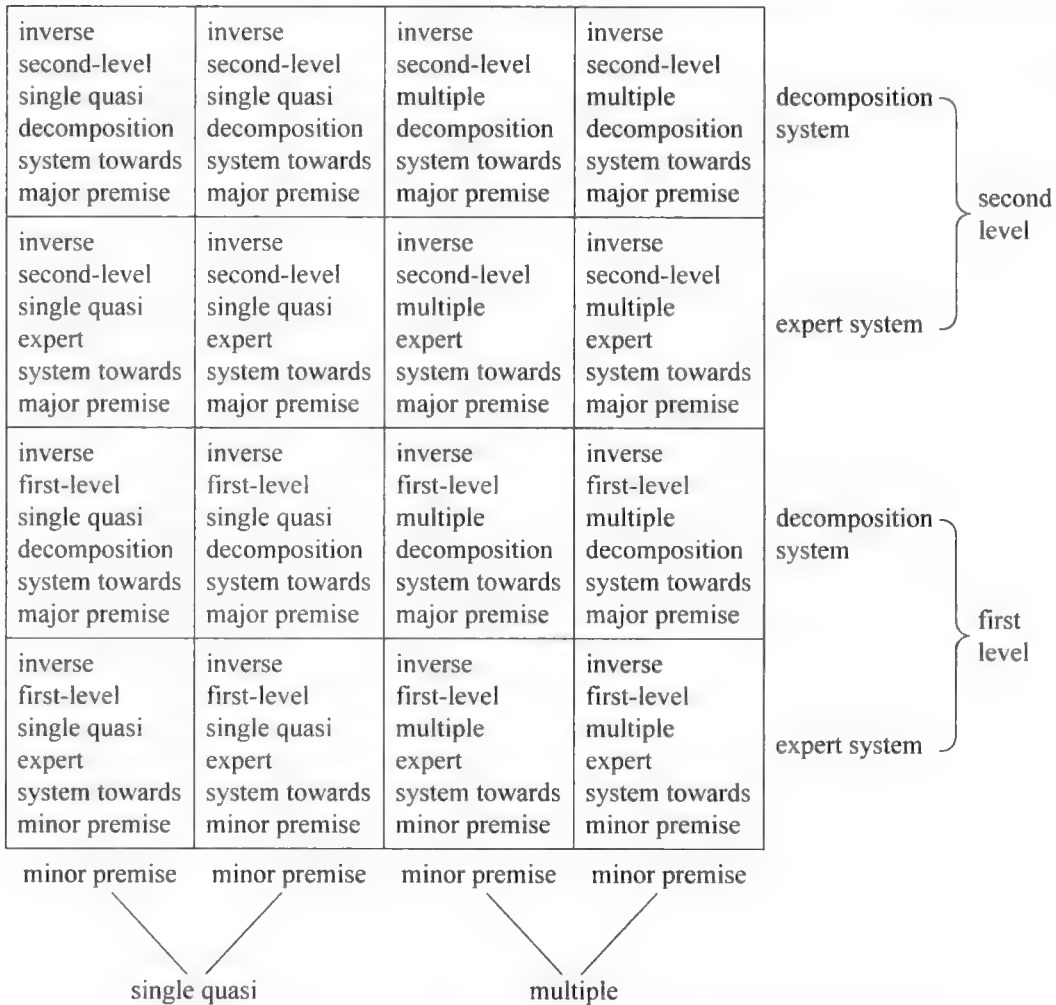 inverse inverse inverse inverse
second-level second-level second-level second-level
single quasi single quasi multiple multiple decomposition
decomposition decomposition decomposition decomposition system
system towards system towards system towards system towards
major premise major premise major premise major premise
second
level
inverse inverse inverse inverse
second-level second-level second-level second-level
single quasi single quasi multiple multiple
expert expert expert expert expert system
system towards system towards system towards system towards
major premise major premise major premise major premise
inverse inverse inverse inverse
first-level first-level first-level first-level
single quasi single quasi multiple multiple decomposition
decomposition decomposition decomposition decomposition system
system towards system towards system towards system towards
major premise major premise major premise major premise
first
level
inverse inverse inverse inverse
first-level first-level first-level first-level
single quasi single quasi multiple multiple
expert expert expert expert expert system
system towards system towards system towards system towards
minor premise minor premise minor premise minor premise
minor premise minor premise minor premise minor premise
single quasi multiple